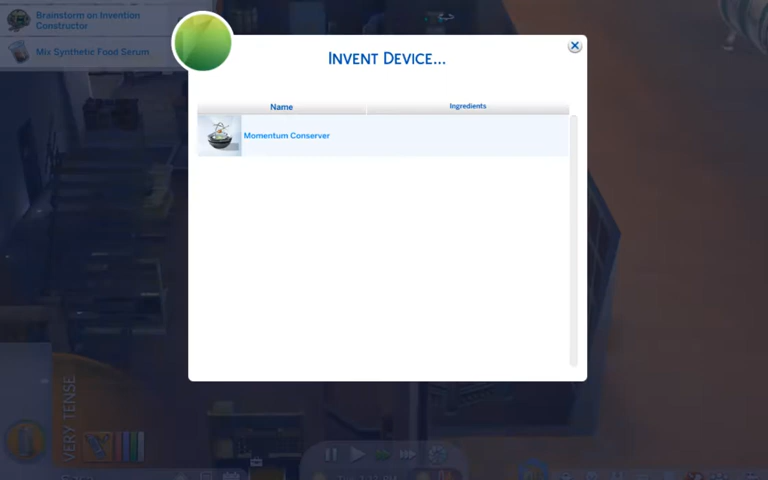 Brainstorm on Invention
Constructor
Mix Synthetic Food Serum
INVENT DEVICE...
Name
Ingredients
Momentum Conserver
VERY TENSE